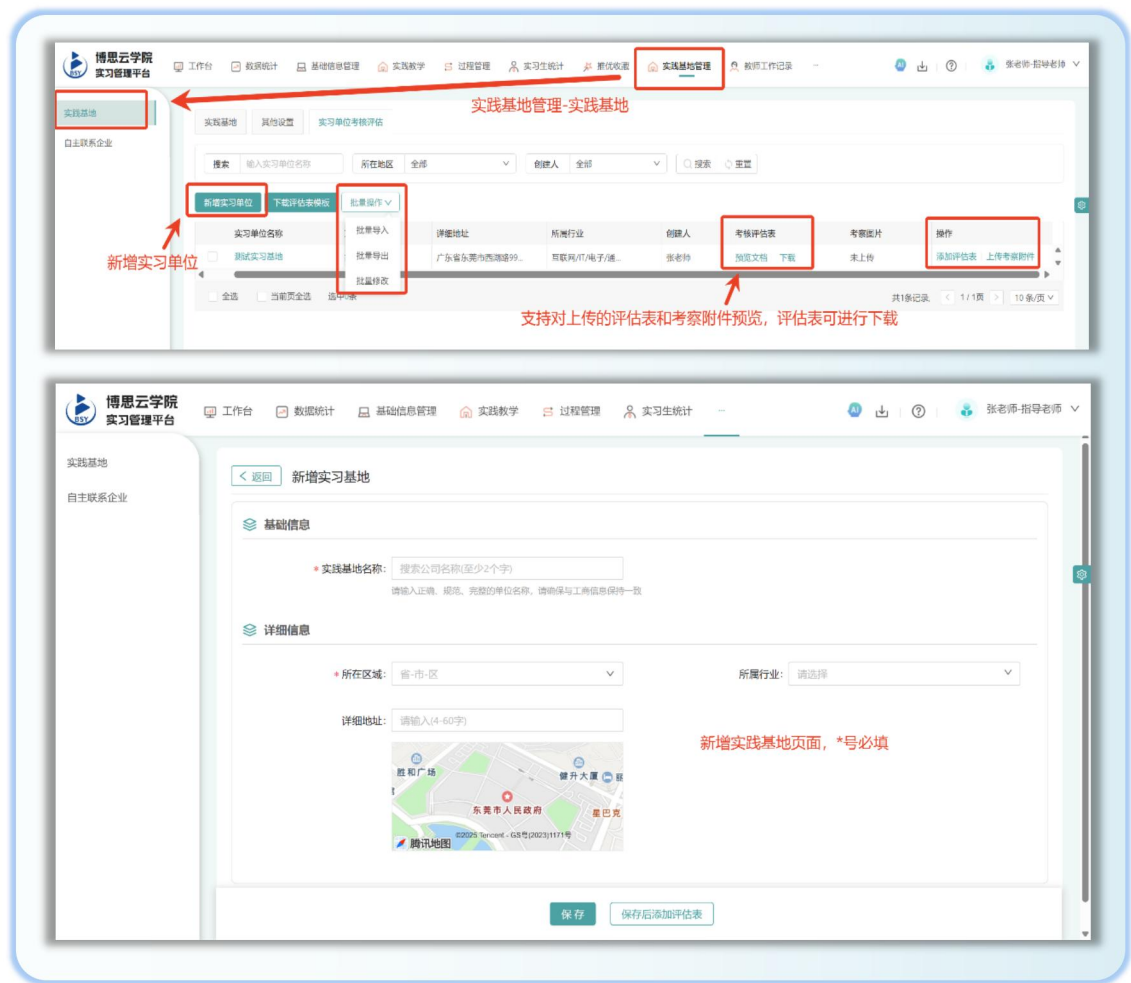 博思云学院
实习管理平台
BSY
工作台 数据统计 基础信息管理 实践教学 过程管理 实习生统计 推优收准 实践基地管理 教师工作记录 ... AI 张老师-指导老师
实践基地
自主联系企业
实践基地管理-实践基地
实践基地 其他设置 实习单位考核评估
搜索 输入实习单位名称 所在地区 全部 创建人 全部 搜索 重置
新增实习单位 下载评估表模板 批量操作
批量导入
批量导出
批量修改
实习单位名称 详细地址 所属行业 创建人 考核评估表 考察图片 操作
测试实习基地 广东省东莞市西湖路99... 互联网/IT/电子/通... 张老师 预览文档 下载 未上传 添加评估表 上传考察附件
新增实习单位
全选 当前页全选 选中0条 共1条记录 1/1页 10条/页
支持对上传的评估表和考察附件预览，评估表可进行下载
博思云学院
实习管理平台
BSY
工作台 数据统计 基础信息管理 实践教学 过程管理 实习生统计 ... AI 张老师-指导老师
实践基地
自主联系企业
返回 新增实习基地
基础信息
* 实践基地名称: 搜索公司名称(至少2个字)
请输入正确、规范、完整的单位名称，请确保与工商信息保持一致
详细信息
* 所在区域: 省-市-区 所属行业: 请选择
详细地址: 请输入(4-60字)
新增实践基地页面，*号必填
胜和广场
健升大厦
东莞市人民政府
星巴克
©2025 Tencent - GS号(2023)1171号
腾讯地图
保存 保存后添加评估表